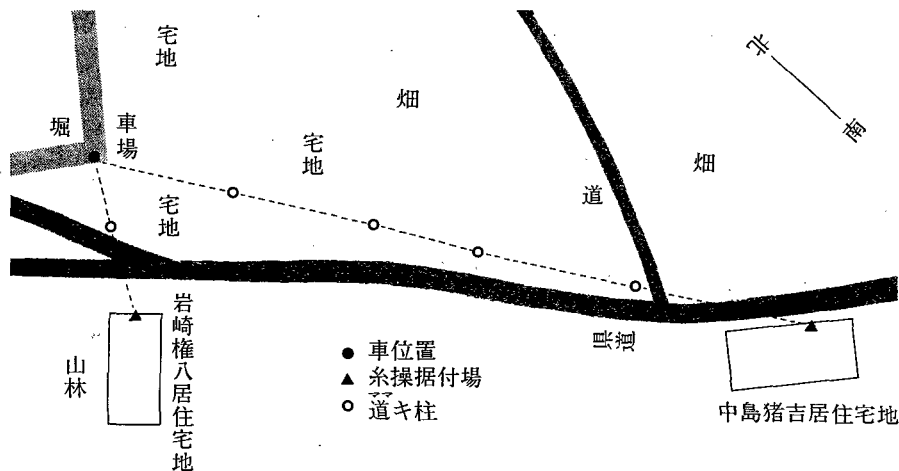 宅地
堀
車場
宅地
畑
宅地
道
畑
北
南
県道
岩崎権八居住宅地
山林
● 車位置
▲ 糸操据付場
ママ
○ 道キ柱
中島猪吉居住宅地